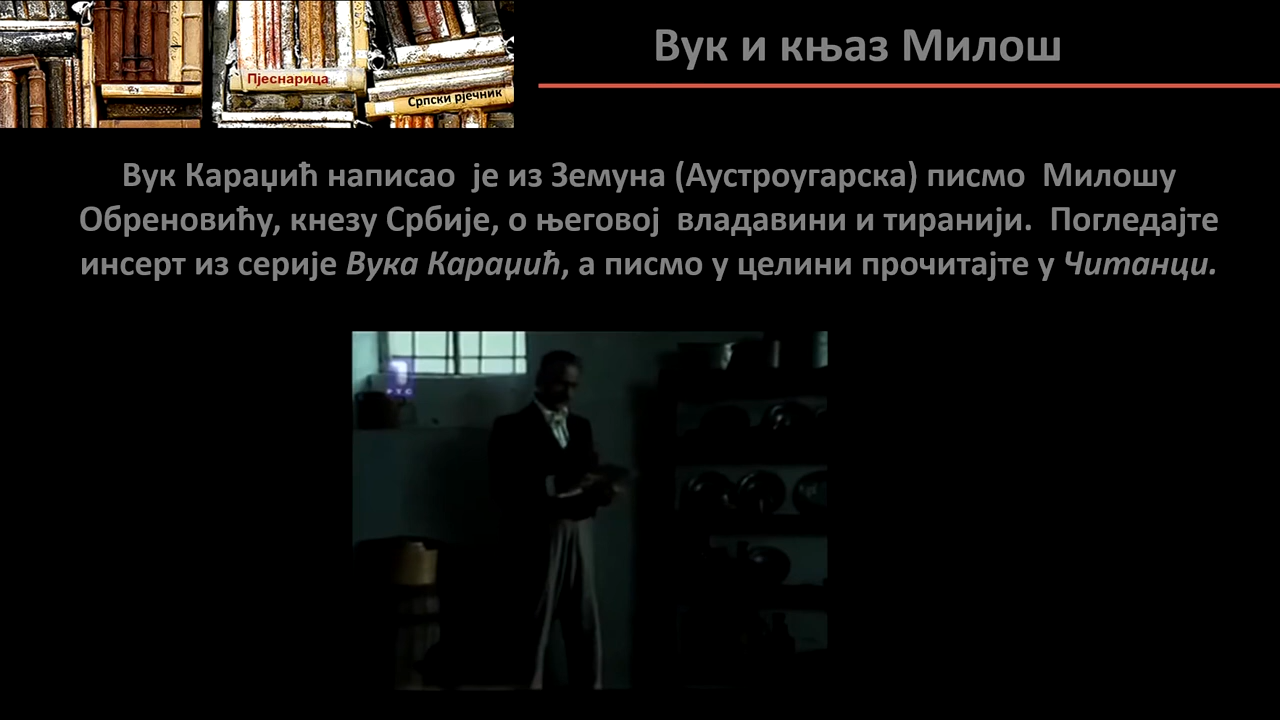 Пјеснарица
Српски рјечник
Вук и књаз Милош
Вук Караџић написао је из Земуна (Аустроугарска) писмо Милошу
Обреновићу, кнезу Србије, о његовој владавини и тиранији. Погледајте
инсерт из серије Вука Караџић, а писмо у целини прочитајте у Читанци.
РТС